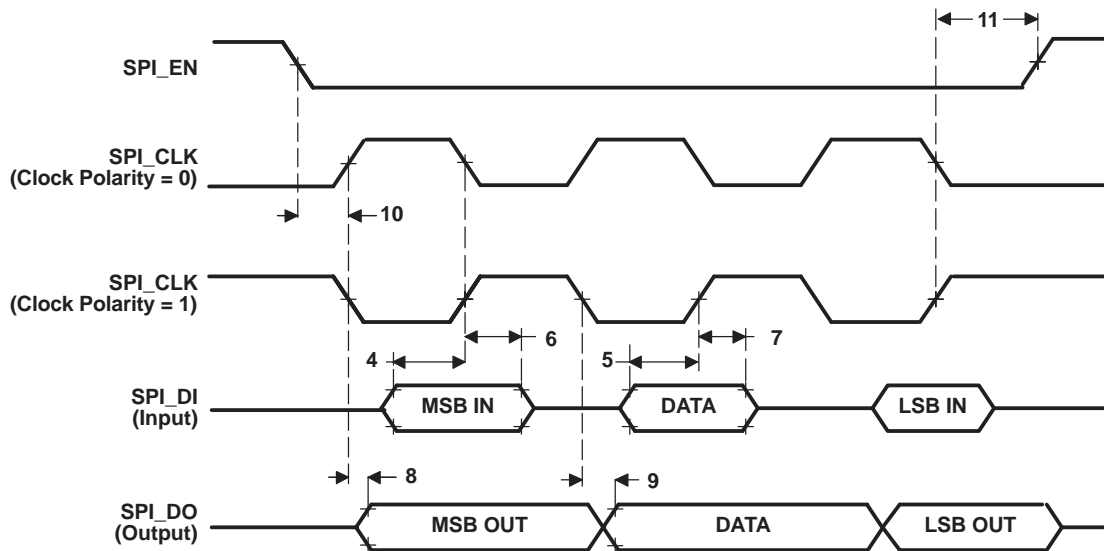 11
SPI_EN
SPI_CLK
(Clock Polarity = 0)
10
SPI_CLK
(Clock Polarity = 1)
4
6
5
7
SPI_DI
(Input)
MSB IN
DATA
LSB IN
8
9
SPI_DO
(Output)
MSB OUT
DATA
LSB OUT